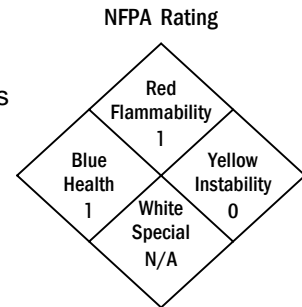 NFPA Rating
s
Red
Flammability
1
Blue
Health
1
Yellow
Instability
0
White
Special
N/A